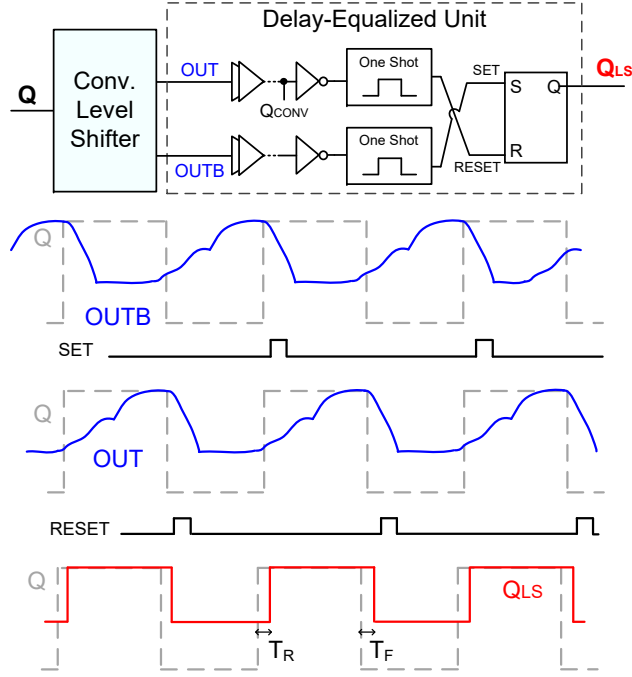 Delay-Equalized Unit
Q
Conv.
Level
Shifter
OUT
QCONV
One Shot
SET
S
Q
QLS
OUTB
One Shot
RESET
R
Q
OUTB
SET
Q
OUT
RESET
Q
QLS
TR
TF